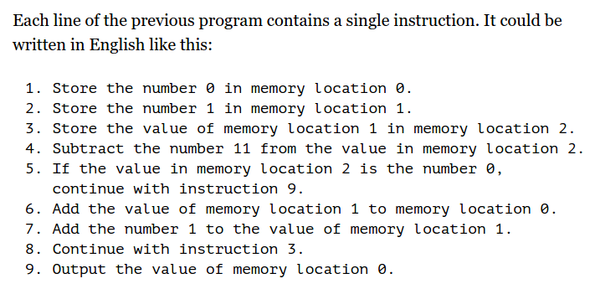 Each line of the previous program contains a single instruction. It could be
written in English like this:
1. Store the number 0 in memory location 0.
2. Store the number 1 in memory location 1.
3. Store the value of memory location 1 in memory location 2.
4. Subtract the number 11 from the value in memory location 2.
5. If the value in memory location 2 is the number 0,
continue with instruction 9.
6. Add the value of memory location 1 to memory location 0.
7. Add the number 1 to the value of memory location 1.
8. Continue with instruction 3.
9. Output the value of memory location 0.